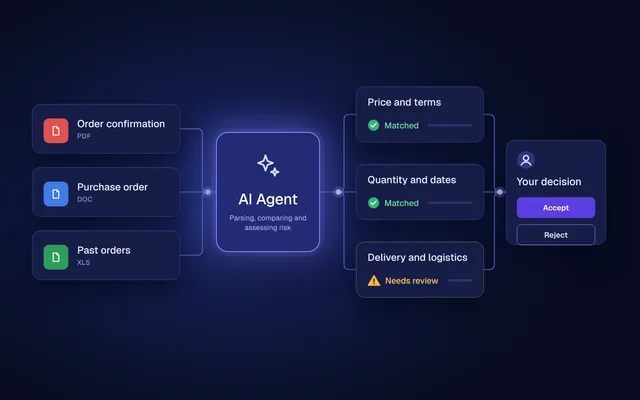 Order confirmation
PDF
Purchase order
DOC
Past orders
XLS
AI Agent
Parsing, comparing and
assessing risk
Price and terms
Matched
Quantity and dates
Matched
Delivery and logistics
Needs review
Your decision
Accept
Reject